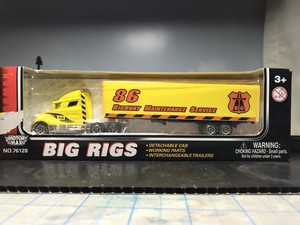 3+
86
HIGHWAY MAINTENANCE SERVICE
MOTOR
MAX
NO.76128
BIG RIGS
•DETACHABLE CAB
•WORKING PARTS
•INTERCHANGEABLE TRAILERS
WARNING:
CHOKING HAZARD - Small parts.
Not for children under 3 years.